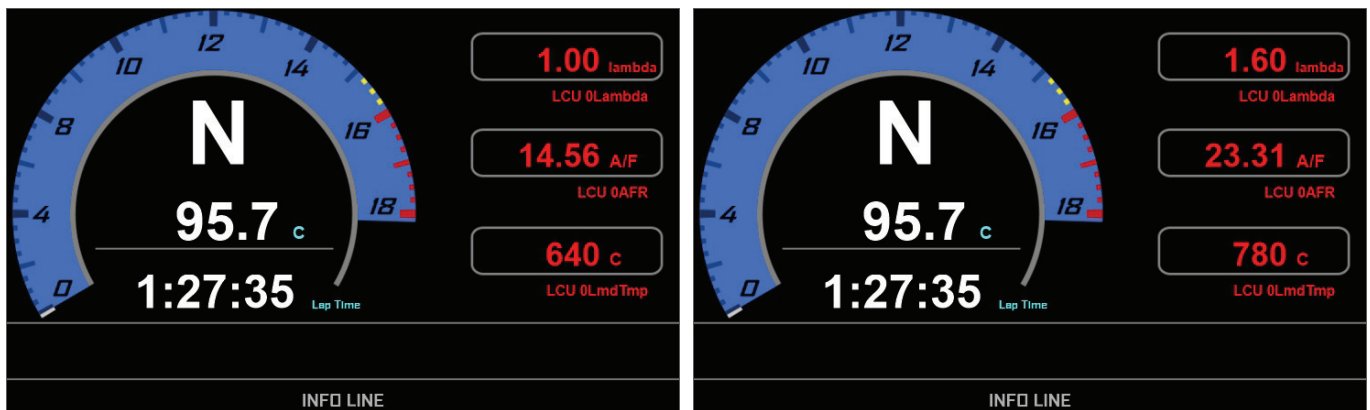 0
4
8
10
12
14
16
18
N
95.7 C
1:27:35 Lap Time
1.00 lambda
LCU 0Lambda
14.56 A/F
LCU 0AFR
640 C
LCU 0LmdTmp
INFO LINE
0
4
8
10
12
14
16
18
N
95.7 C
1:27:35 Lap Time
1.60 lambda
LCU 0Lambda
23.31 A/F
LCU 0AFR
780 C
LCU 0LmdTmp
INFO LINE